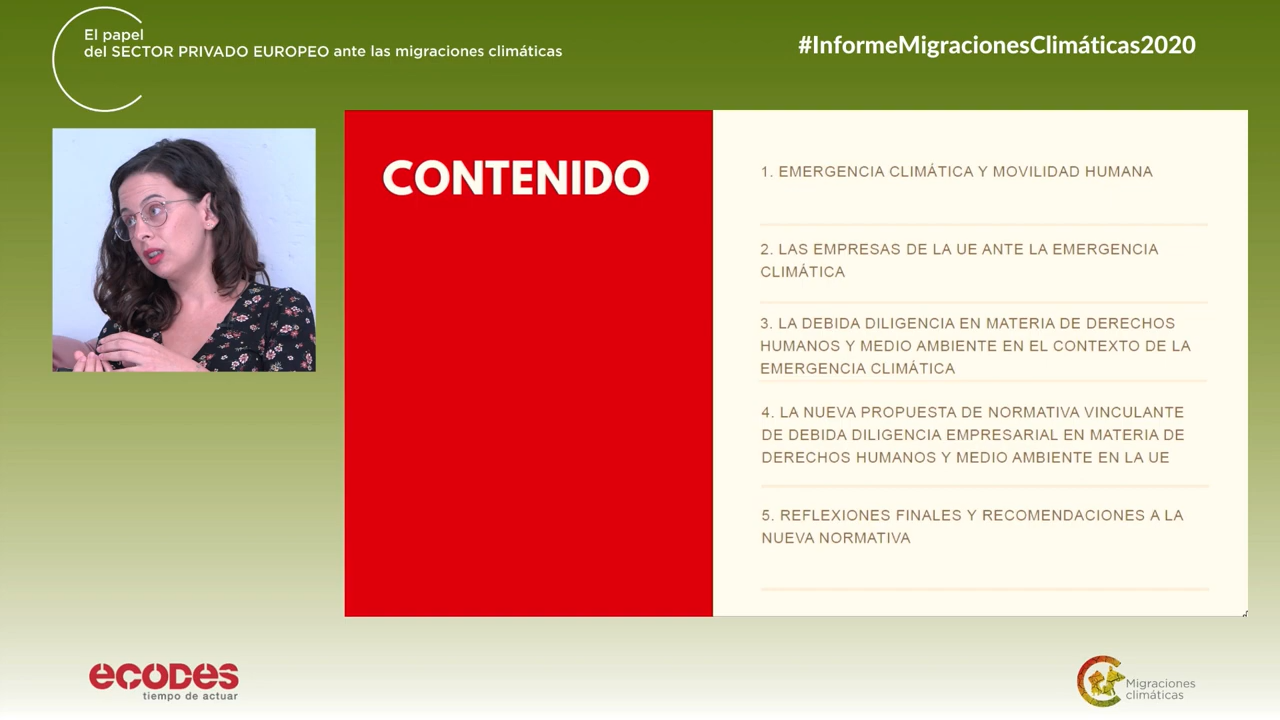 El papel
del SECTOR PRIVADO EUROPEO ante las migraciones climáticas
#InformeMigracionesClimáticas2020
CONTENIDO
1. EMERGENCIA CLIMÁTICA Y MOVILIDAD HUMANA
2. LAS EMPRESAS DE LA UE ANTE LA EMERGENCIA
CLIMÁTICA
3. LA DEBIDA DILIGENCIA EN MATERIA DE DERECHOS
HUMANOS Y MEDIO AMBIENTE EN EL CONTEXTO DE LA
EMERGENCIA CLIMÁTICA
4. LA NUEVA PROPUESTA DE NORMATIVA VINCULANTE
DE DEBIDA DILIGENCIA EMPRESARIAL EN MATERIA DE
DERECHOS HUMANOS Y MEDIO AMBIENTE EN LA UE
5. REFLEXIONES FINALES Y RECOMENDACIONES A LA
NUEVA NORMATIVA
ecodes
tiempo de actuar
Migraciones
climáticas